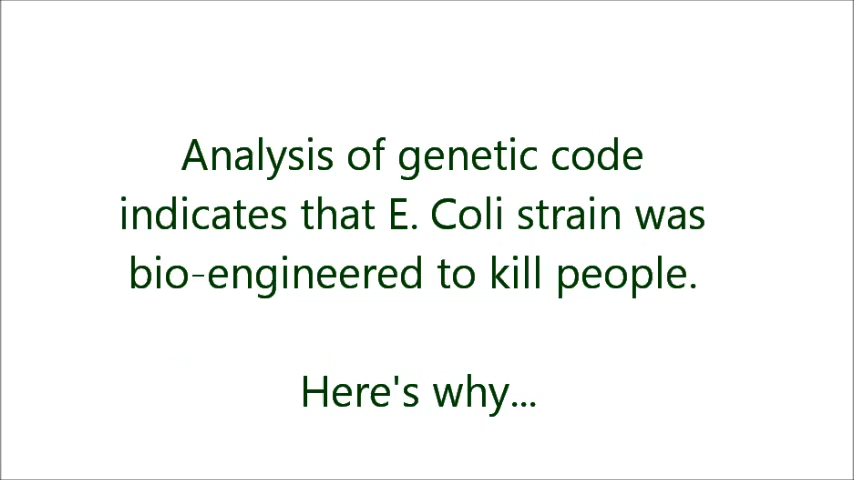 Analysis of genetic code
indicates that E. Coli strain was
bio-engineered to kill people.
Here's why...